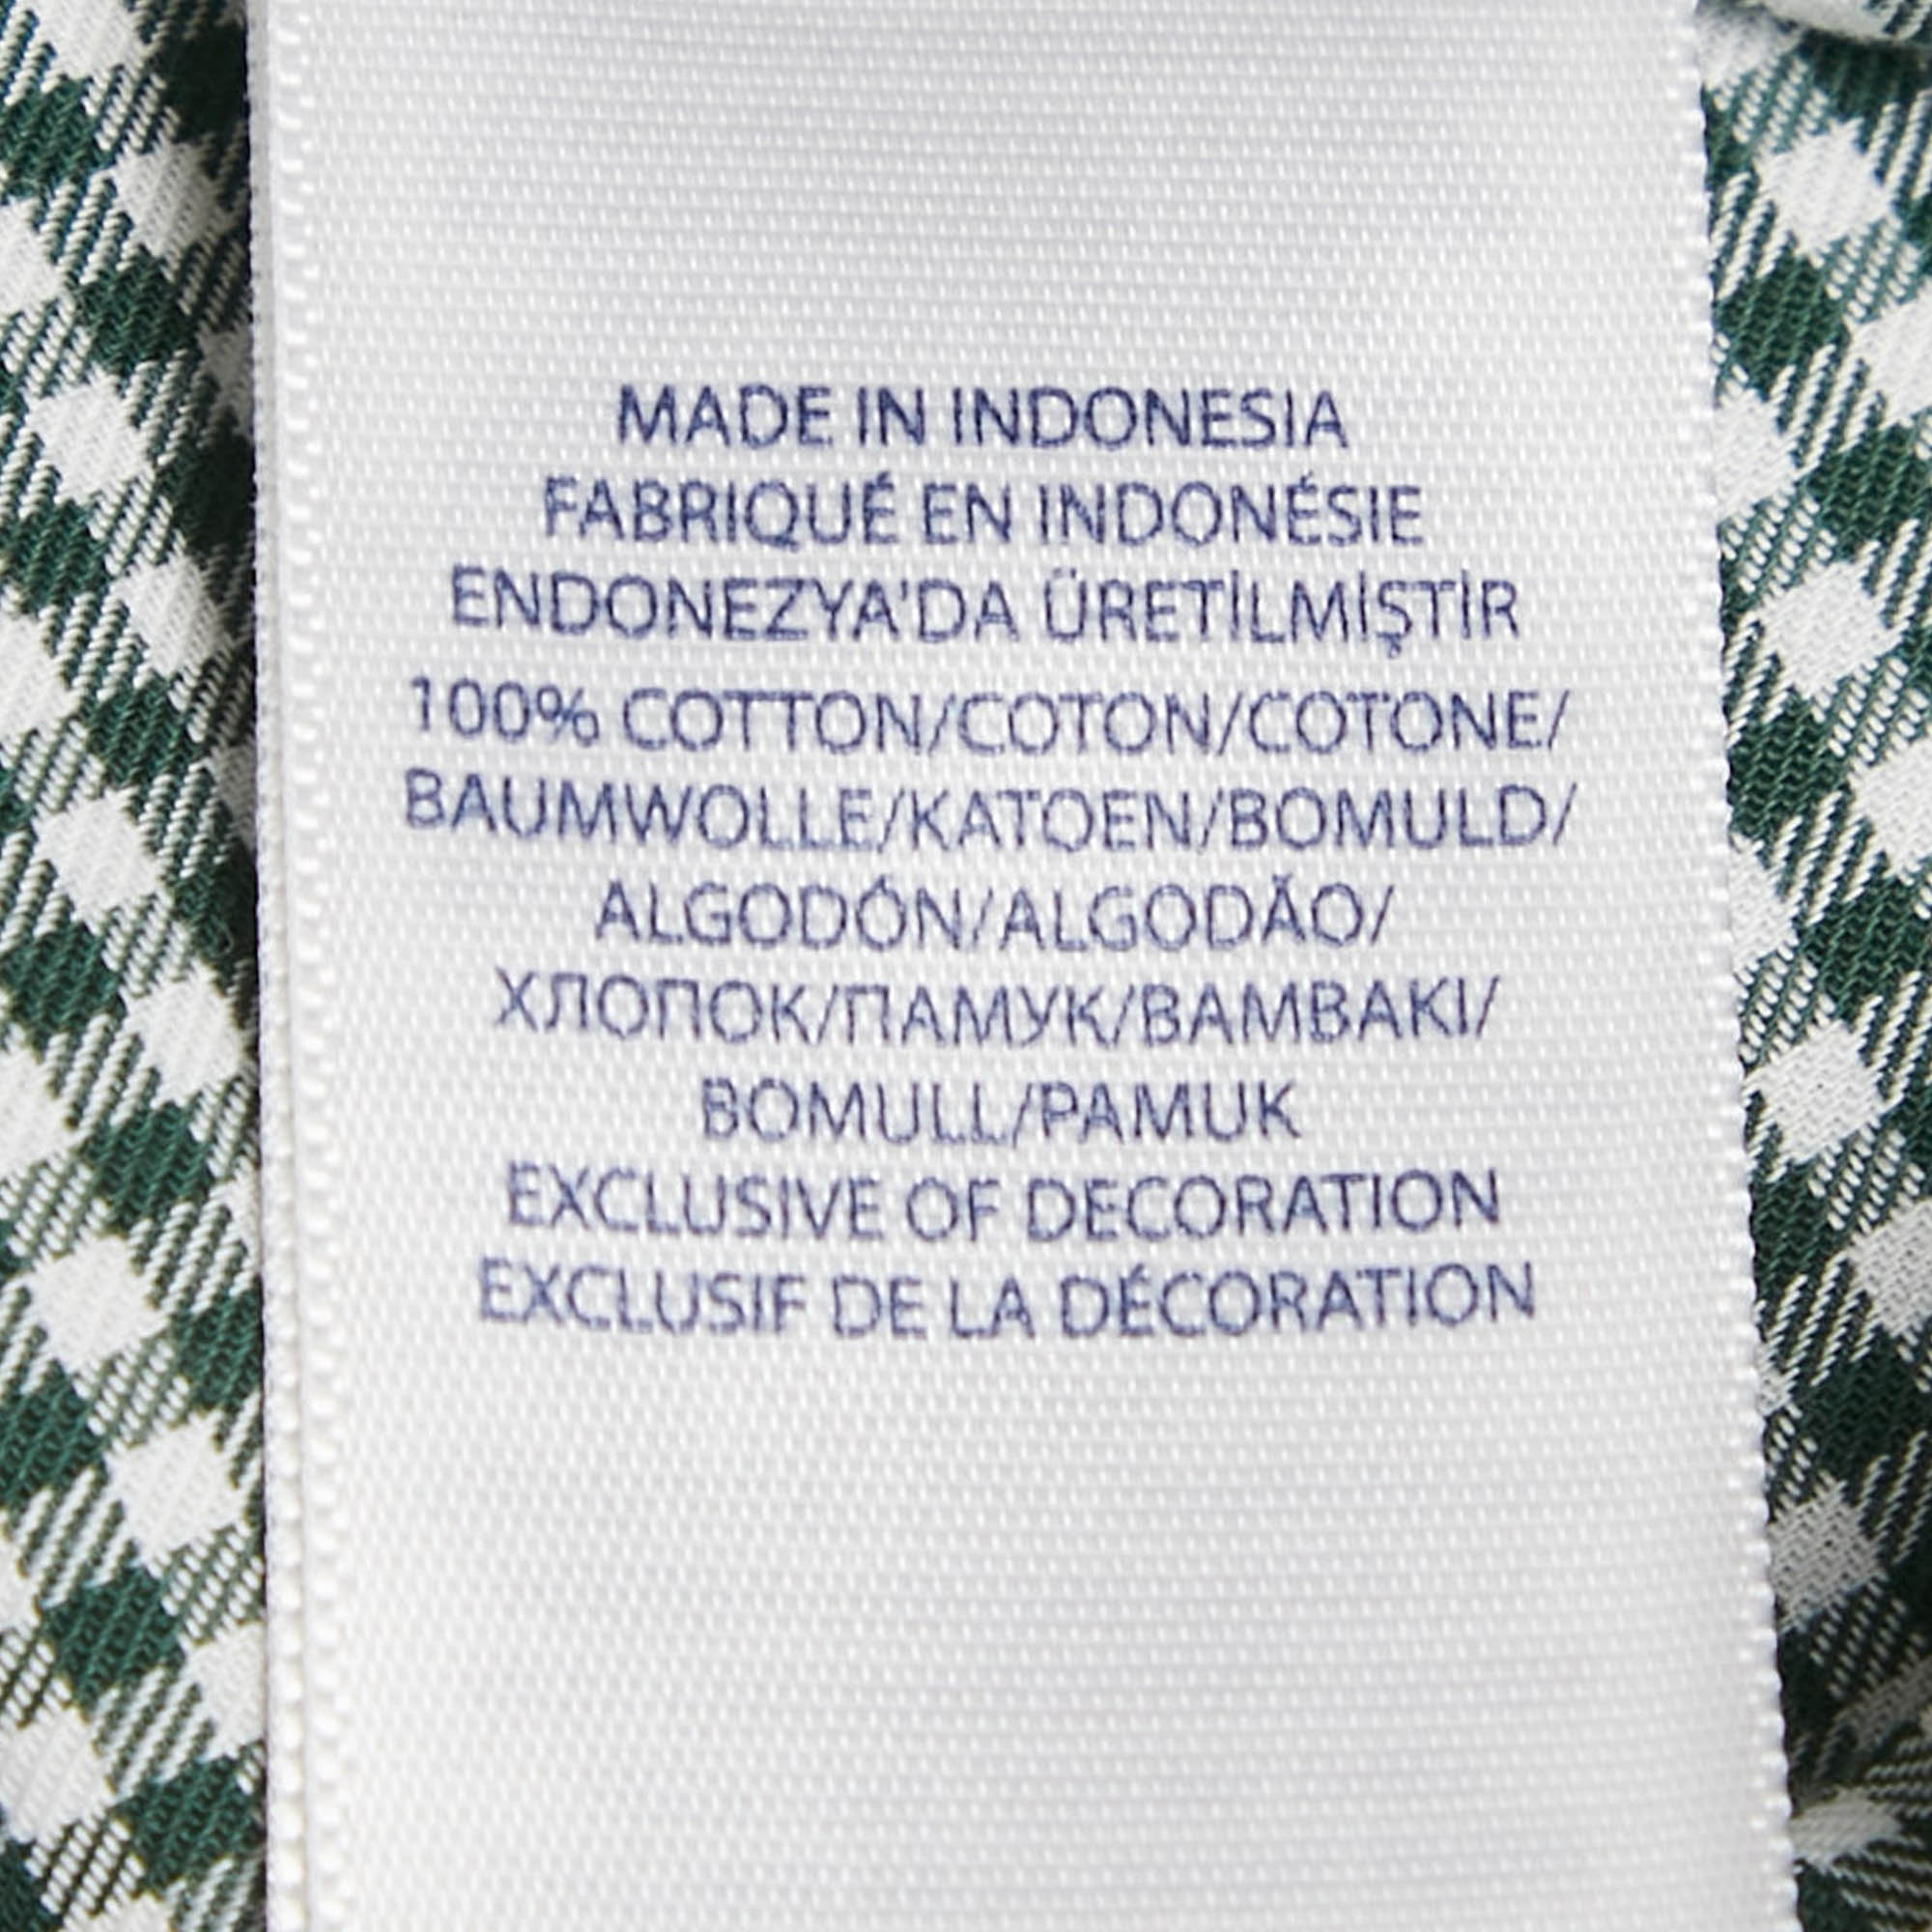 MADE IN INDONESIA
FABRIQUÉ EN INDONÉSIE
ENDONEZYA'DA ÜRETİLMİŞTİR
100% COTTON/COTON/COTONE/
BAUMWOLLE/KATOEN/BOMULD/
ALGODÓN/ALGODÃO/
ХЛОПОК/ПАМУК/ΒΑΜΒΑΚΙ/
BOMULL/PAMUK
EXCLUSIVE OF DECORATION
EXCLUSIF DE LA DÉCORATION